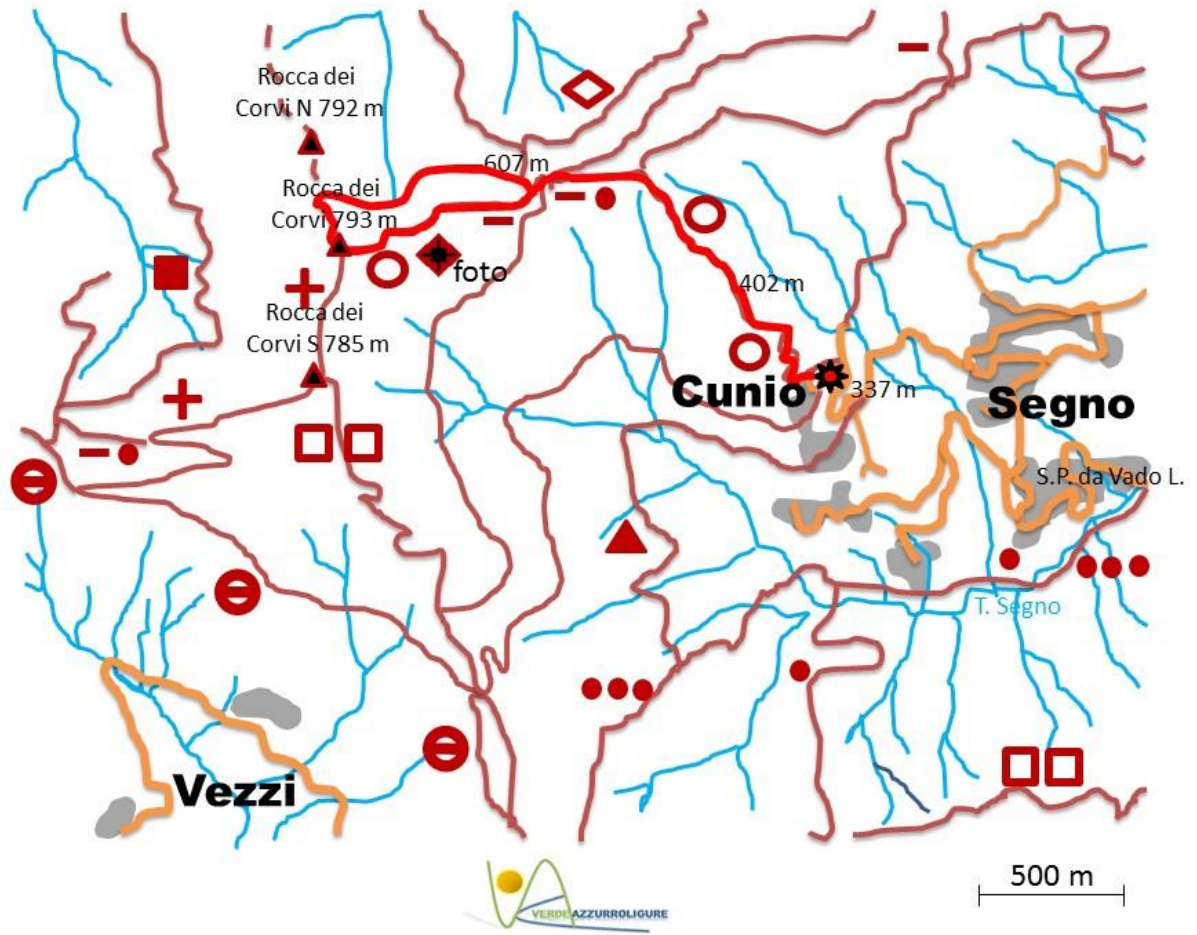 Rocca dei
Corvi N 792 m
607 m
Rocca dei
Corvi 793 m
foto
402 m
Rocca dei
Corvi S 785 m
Cunio
337 m
Segno
S.P. da Vado L.
T. Segno
Vezzi
500 m
VERDEAZZURROLIGURE